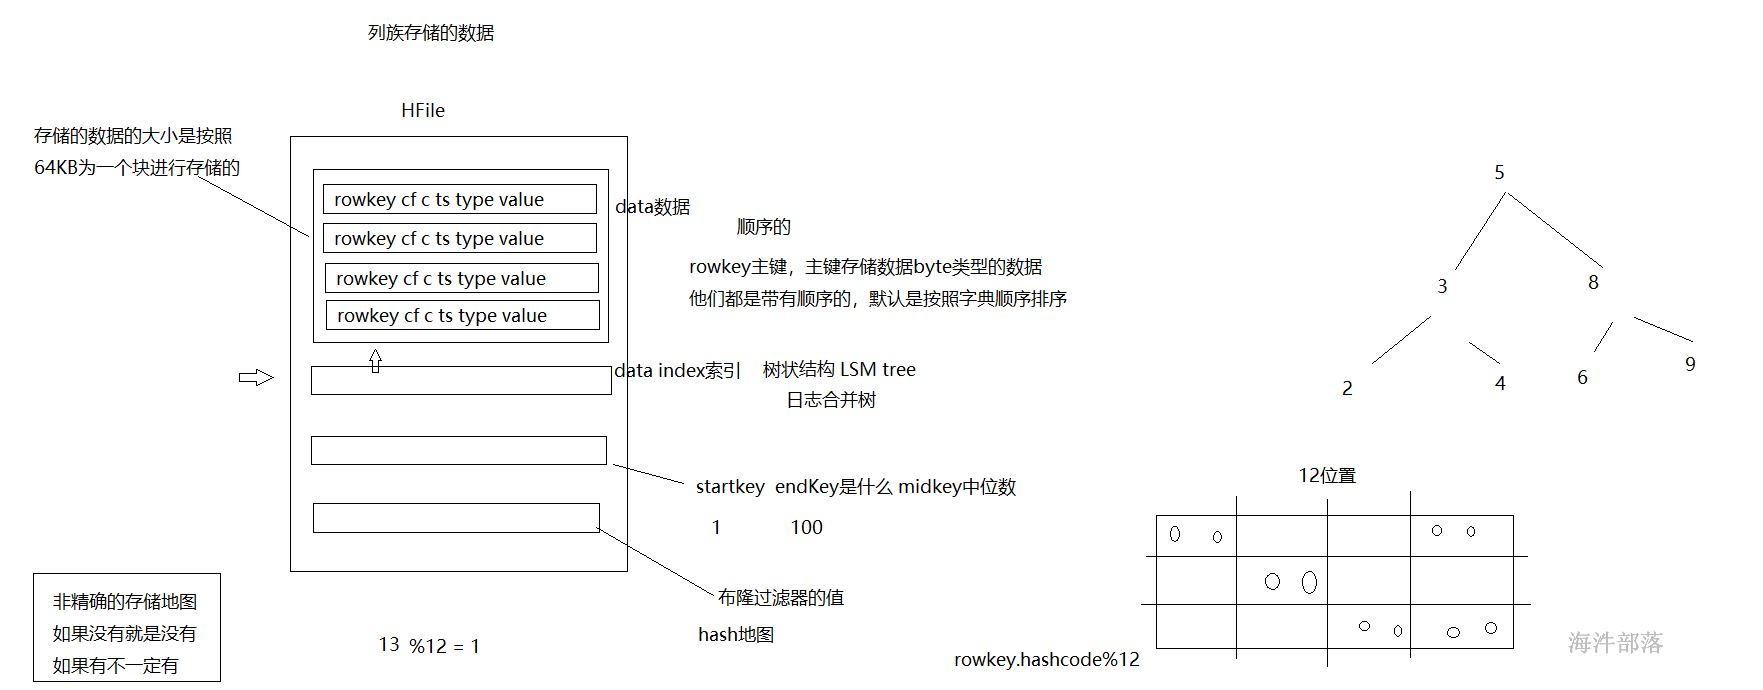 列族存储的数据
HFile
存储的数据的大小是按照
64KB为一个块进行存储的
rowkey cf c ts type value
rowkey cf c ts type value
rowkey cf c ts type value
rowkey cf c ts type value
data数据
顺序的
rowkey主键，主键存储数据byte类型的数据
他们都是带有顺序的，默认是按照字典顺序排序
data index索引 树状结构 LSM tree
日志合并树
startkey endKey是什么 midkey中位数
1 100
布隆过滤器的值
hash地图
非精确的存储地图
如果没有就是没有
如果有不一定有
13 %12 = 1
5
3 8
2 4 6 9
12位置
rowkey.hashcode%12
海汼部落